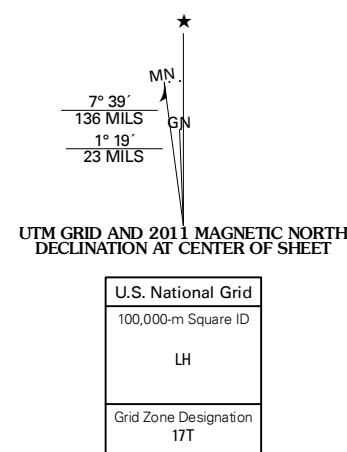 ★
MN
7° 39´
136 MILS
GN
1° 19´
23 MILS
UTM GRID AND 2011 MAGNETIC NORTH
DECLINATION AT CENTER OF SHEET
U.S. National Grid
100,000-m Square ID
LH
Grid Zone Designation
17T